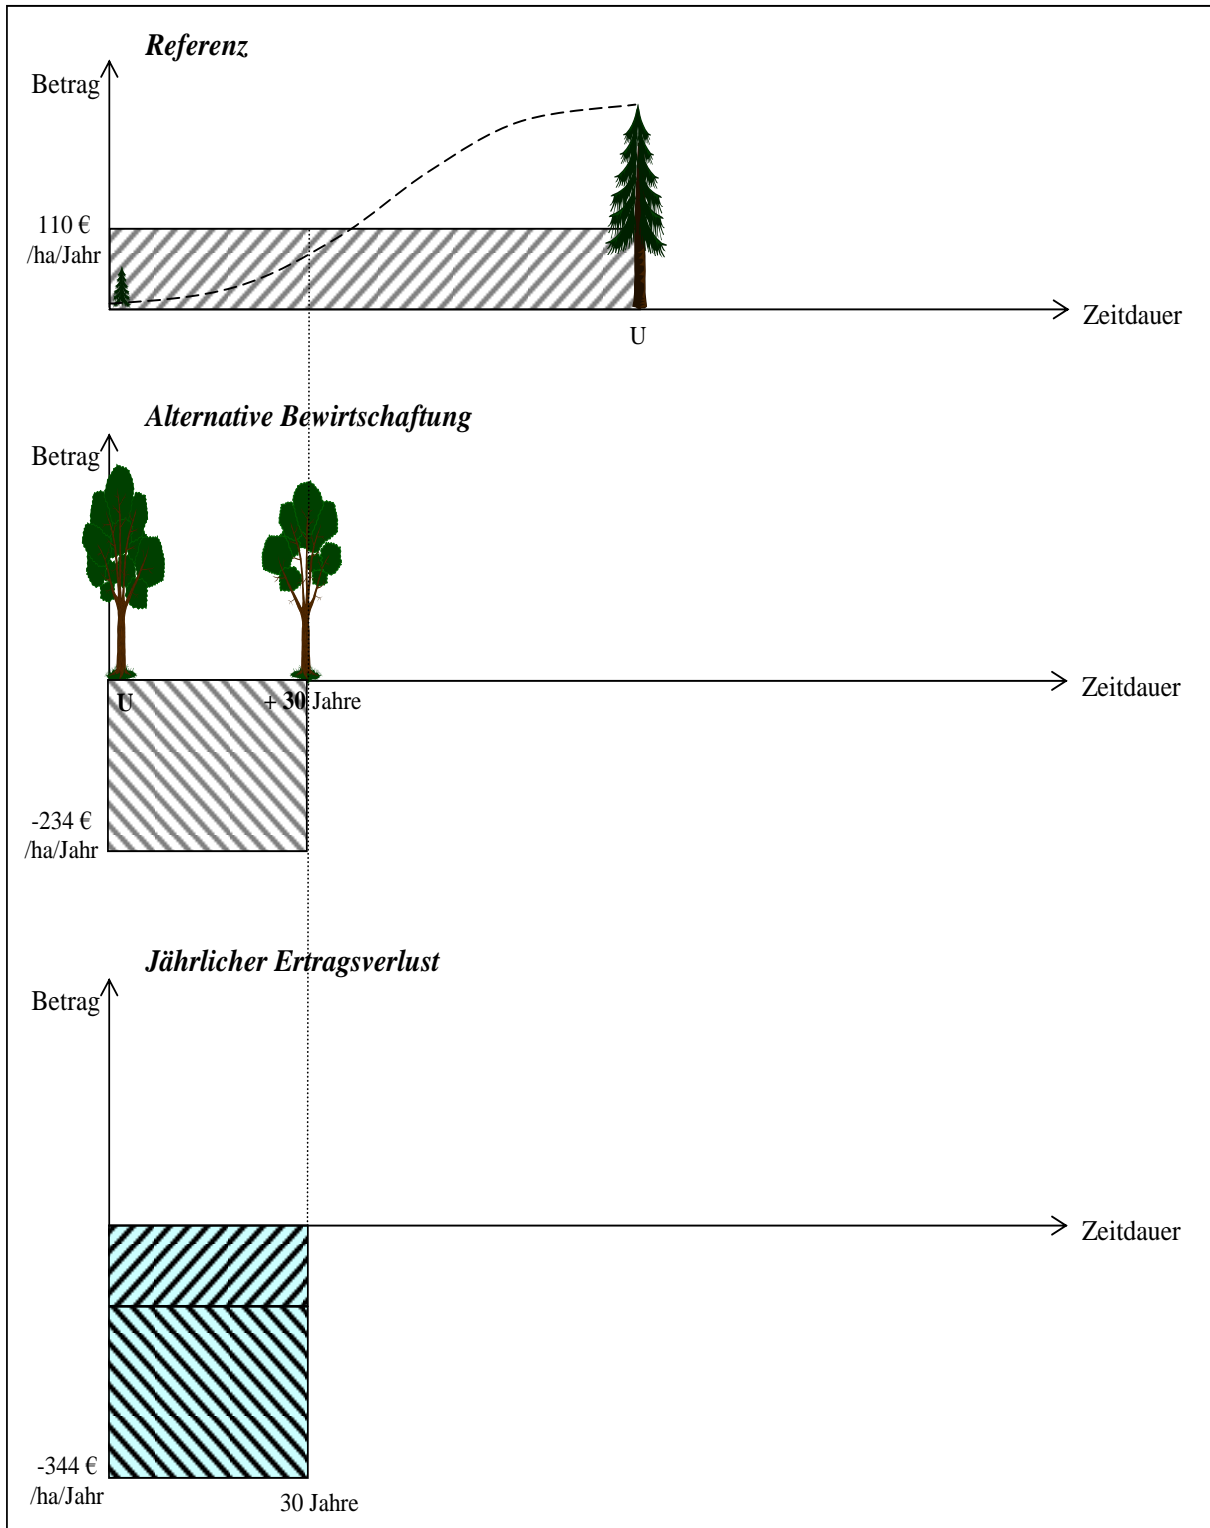 Referenz
Betrag
110 €
/ha/Jahr
Zeitdauer
U
Alternative Bewirtschaftung
Betrag
U
+ 30 Jahre
Zeitdauer
-234 €
/ha/Jahr
Jährlicher Ertragsverlust
Betrag
Zeitdauer
-344 €
/ha/Jahr
30 Jahre